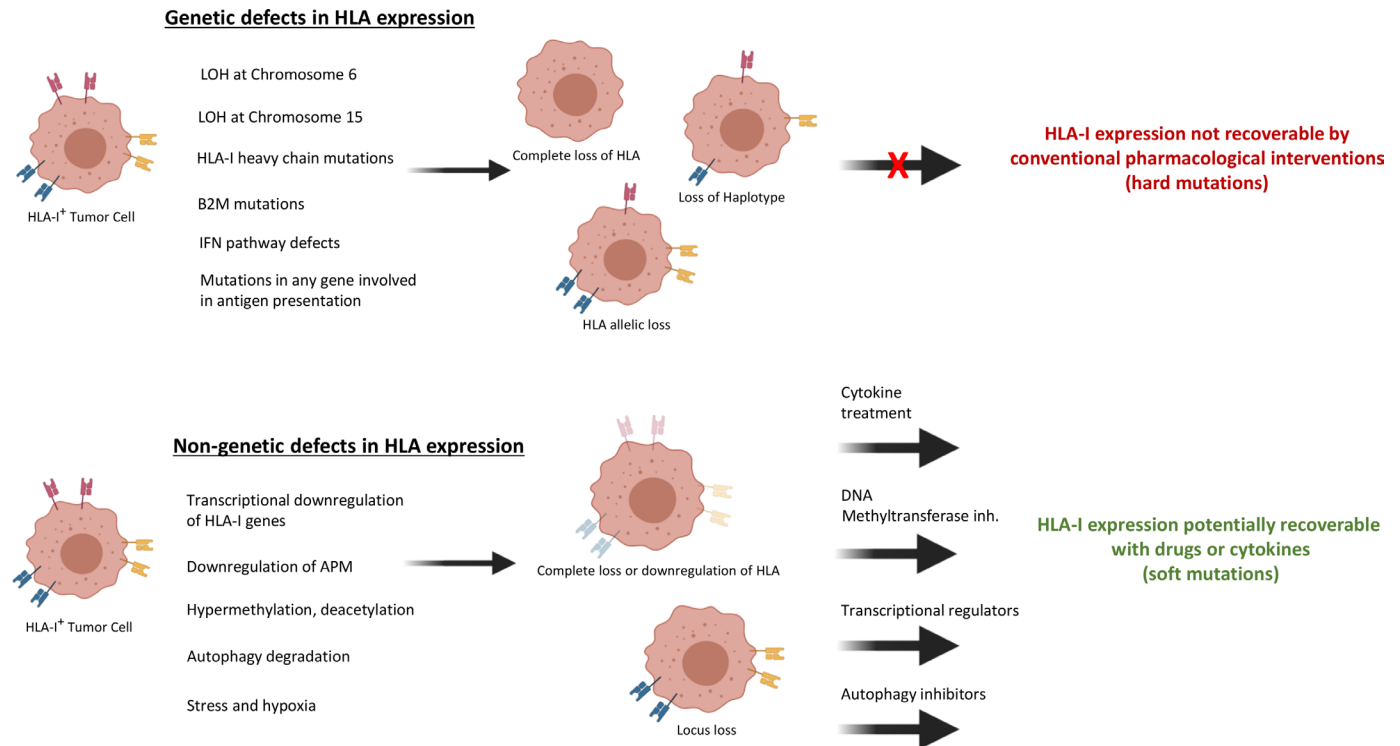 Genetic defects in HLA expression
LOH at Chromosome 6
LOH at Chromosome 15
HLA-I heavy chain mutations
B2M mutations
IFN pathway defects
Mutations in any gene involved
in antigen presentation
HLA-I⁺ Tumor Cell
Complete loss of HLA
Loss of Haplotype
HLA allelic loss
X
HLA-I expression not recoverable by
conventional pharmacological interventions
(hard mutations)
Non-genetic defects in HLA expression
Transcriptional downregulation
of HLA-I genes
Downregulation of APM
Hypermethylation, deacetylation
Autophagy degradation
Stress and hypoxia
HLA-I⁺ Tumor Cell
Complete loss or downregulation of HLA
Locus loss
Cytokine
treatment
DNA
Methyltransferase inh.
Transcriptional regulators
Autophagy inhibitors
HLA-I expression potentially recoverable
with drugs or cytokines
(soft mutations)